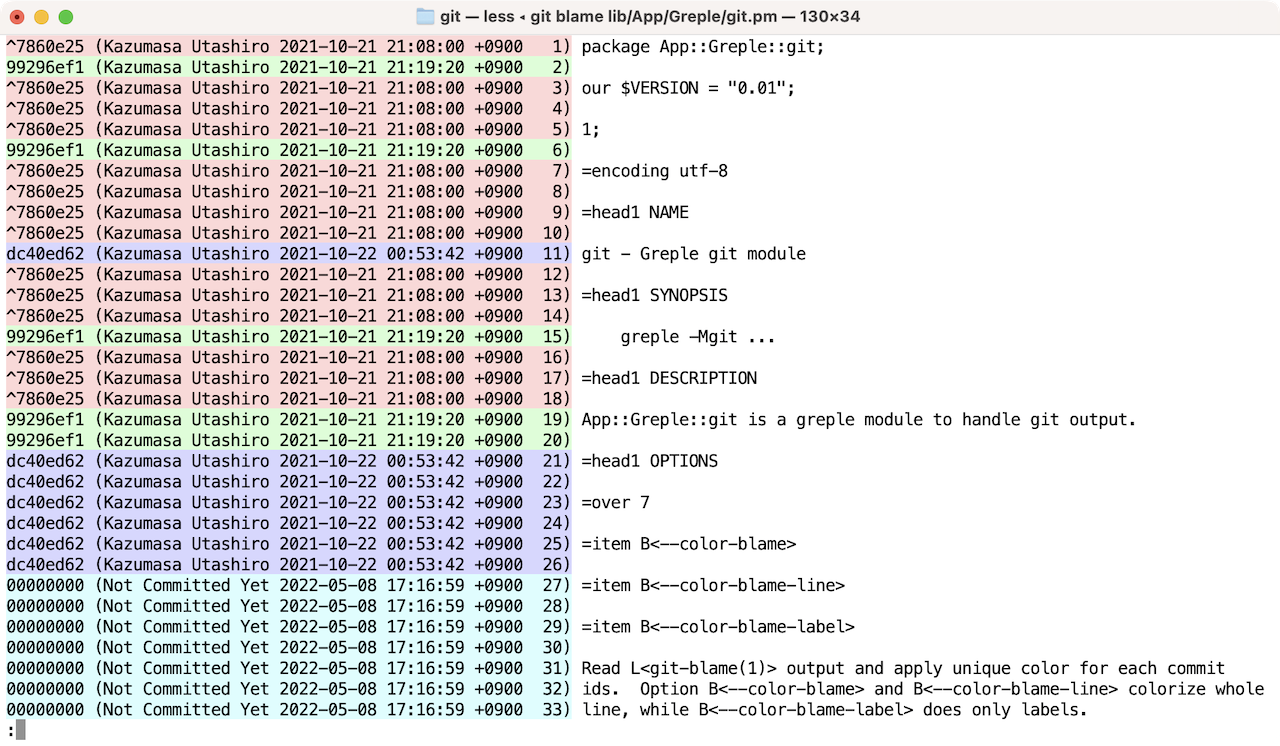 git — less ◂ git blame lib/App/Greple/git.pm — 130×34
^7860e25 (Kazumasa Utashiro 2021-10-21 21:08:00 +0900   1) package App::Greple::git;
99296ef1 (Kazumasa Utashiro 2021-10-21 21:19:20 +0900   2)
^7860e25 (Kazumasa Utashiro 2021-10-21 21:08:00 +0900   3) our $VERSION = "0.01";
^7860e25 (Kazumasa Utashiro 2021-10-21 21:08:00 +0900   4)
^7860e25 (Kazumasa Utashiro 2021-10-21 21:08:00 +0900   5) 1;
99296ef1 (Kazumasa Utashiro 2021-10-21 21:19:20 +0900   6)
^7860e25 (Kazumasa Utashiro 2021-10-21 21:08:00 +0900   7) =encoding utf-8
^7860e25 (Kazumasa Utashiro 2021-10-21 21:08:00 +0900   8)
^7860e25 (Kazumasa Utashiro 2021-10-21 21:08:00 +0900   9) =head1 NAME
^7860e25 (Kazumasa Utashiro 2021-10-21 21:08:00 +0900  10)
dc40ed62 (Kazumasa Utashiro 2021-10-22 00:53:42 +0900  11) git - Greple git module
^7860e25 (Kazumasa Utashiro 2021-10-21 21:08:00 +0900  12)
^7860e25 (Kazumasa Utashiro 2021-10-21 21:08:00 +0900  13) =head1 SYNOPSIS
^7860e25 (Kazumasa Utashiro 2021-10-21 21:08:00 +0900  14)
99296ef1 (Kazumasa Utashiro 2021-10-21 21:19:20 +0900  15)     greple -Mgit ...
^7860e25 (Kazumasa Utashiro 2021-10-21 21:08:00 +0900  16)
^7860e25 (Kazumasa Utashiro 2021-10-21 21:08:00 +0900  17) =head1 DESCRIPTION
^7860e25 (Kazumasa Utashiro 2021-10-21 21:08:00 +0900  18)
99296ef1 (Kazumasa Utashiro 2021-10-21 21:19:20 +0900  19) App::Greple::git is a greple module to handle git output.
99296ef1 (Kazumasa Utashiro 2021-10-21 21:19:20 +0900  20)
dc40ed62 (Kazumasa Utashiro 2021-10-22 00:53:42 +0900  21) =head1 OPTIONS
dc40ed62 (Kazumasa Utashiro 2021-10-22 00:53:42 +0900  22)
dc40ed62 (Kazumasa Utashiro 2021-10-22 00:53:42 +0900  23) =over 7
dc40ed62 (Kazumasa Utashiro 2021-10-22 00:53:42 +0900  24)
dc40ed62 (Kazumasa Utashiro 2021-10-22 00:53:42 +0900  25) =item B<--color-blame>
dc40ed62 (Kazumasa Utashiro 2021-10-22 00:53:42 +0900  26)
00000000 (Not Committed Yet 2022-05-08 17:16:59 +0900  27) =item B<--color-blame-line>
00000000 (Not Committed Yet 2022-05-08 17:16:59 +0900  28)
00000000 (Not Committed Yet 2022-05-08 17:16:59 +0900  29) =item B<--color-blame-label>
00000000 (Not Committed Yet 2022-05-08 17:16:59 +0900  30)
00000000 (Not Committed Yet 2022-05-08 17:16:59 +0900  31) Read L<git-blame(1)> output and apply unique color for each commit
00000000 (Not Committed Yet 2022-05-08 17:16:59 +0900  32) ids.  Option B<--color-blame> and B<--color-blame-line> colorize whole
00000000 (Not Committed Yet 2022-05-08 17:16:59 +0900  33) line, while B<--color-blame-label> does only labels.
: